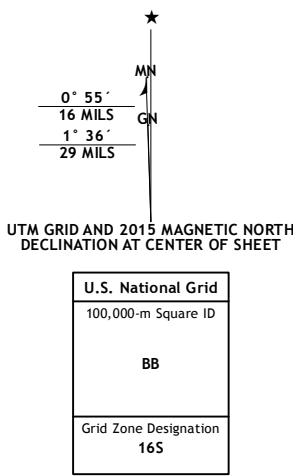 MN
0° 55´
16 MILS
GN
1° 36´
29 MILS
UTM GRID AND 2015 MAGNETIC NORTH
DECLINATION AT CENTER OF SHEET
U.S. National Grid
100,000-m Square ID
BB
Grid Zone Designation
16S